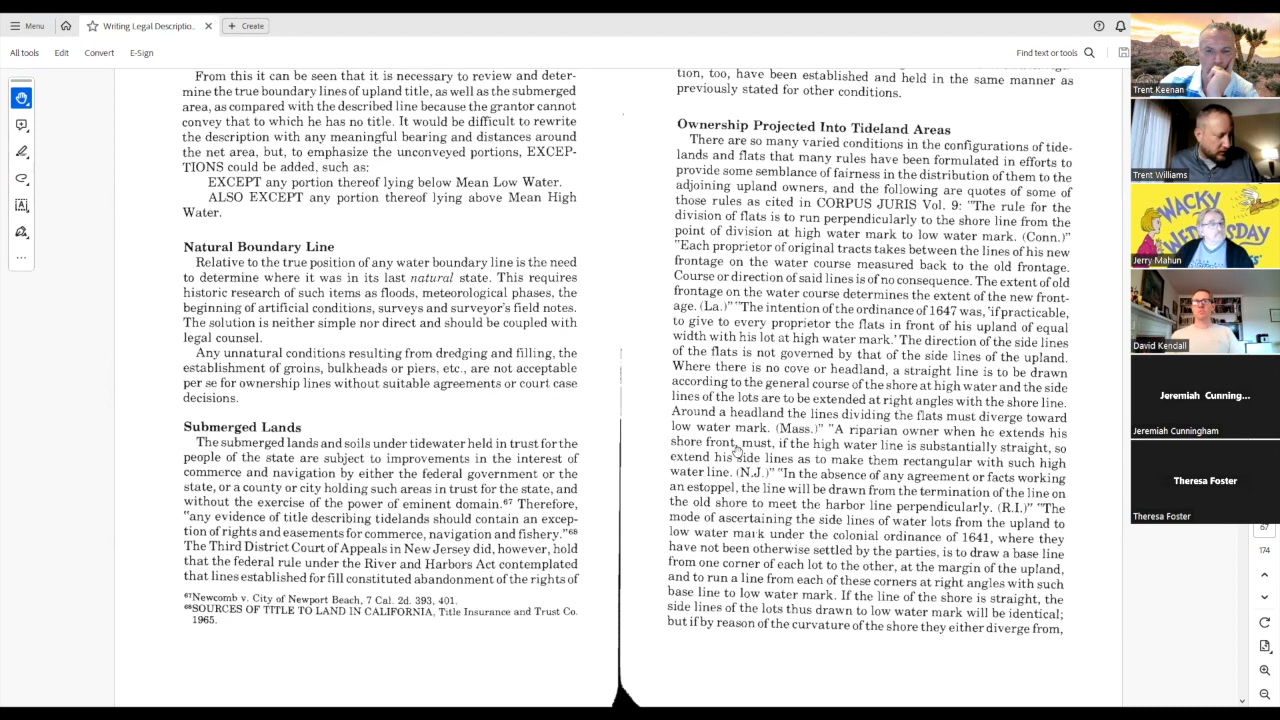 Menu
Writing Legal Descriptio...
Create
All tools
Edit
Convert
E-Sign
Find text or tools
From this it can be seen that it is necessary to review and deter-
mine the true boundary lines of upland title, as well as the submerged
area, as compared with the described line because the grantor cannot
convey that to which he has no title. It would be difficult to rewrite
the description with any meaningful bearing and distances around
the net area, but, to emphasize the unconveyed portions, EXCEP-
TIONS could be added, such as:
EXCEPT any portion thereof lying below Mean Low Water.
ALSO EXCEPT any portion thereof lying above Mean High
Water.
Natural Boundary Line
Relative to the true position of any water boundary line is the need
to determine where it was in its last natural state. This requires
historic research of such items as floods, meteorological phases, the
beginning of artificial conditions, surveys and surveyor's field notes.
The solution is neither simple nor direct and should be coupled with
legal counsel.
Any unnatural conditions resulting from dredging and filling, the
establishment of groins, bulkheads or piers, etc., are not acceptable
per se for ownership lines without suitable agreements or court case
decisions.
Submerged Lands
The submerged lands and soils under tidewater held in trust for the
people of the state are subject to improvements in the interest of
commerce and navigation by either the federal government or the
state, or a county or city holding such areas in trust for the state, and
without the exercise of the power of eminent domain.67 Therefore,
"any evidence of title describing tidelands should contain an excep-
tion of rights and easements for commerce, navigation and fishery."68
The Third District Court of Appeals in New Jersey did, however, hold
that the federal rule under the River and Harbors Act contemplated
that lines established for fill constituted abandonment of the rights of
67Newcomb v. City of Newport Beach, 7 Cal. 2d. 393, 401.
68SOURCES OF TITLE TO LAND IN CALIFORNIA, Title Insurance and Trust Co.
1965.
tion, too, have been established and held in the same manner as
previously stated for other conditions.
Ownership Projected Into Tideland Areas
There are so many varied conditions in the configurations of tide-
lands and flats that many rules have been formulated in efforts to
provide some semblance of fairness in the distribution of them to the
adjoining upland owners, and the following are quotes of some of
those rules as cited in CORPUS JURIS Vol. 9: "The rule for the
division of flats is to run perpendicularly to the shore line from the
point of division at high water mark to low water mark. (Conn.)"
"Each proprietor of original tracts takes between the lines of his new
frontage on the water course measured back to the old frontage.
Course or direction of said lines is of no consequence. The extent of old
frontage on the water course determines the extent of the new front-
age. (La.)" "The intention of the ordinance of 1647 was, 'if practicable,
to give to every proprietor the flats in front of his upland of equal
width with his lot at high water mark.' The direction of the side lines
of the flats is not governed by that of the side lines of the upland.
Where there is no cove or headland, a straight line is to be drawn
according to the general course of the shore at high water and the side
lines of the lots are to be extended at right angles with the shore line.
Around a headland the lines dividing the flats must diverge toward
low water mark. (Mass.)" "A riparian owner when he extends his
shore front, must, if the high water line is substantially straight, so
extend his side lines as to make them rectangular with such high
water line. (N.J.)" "In the absence of any agreement or facts working
an estoppel, the line will be drawn from the termination of the line on
the old shore to meet the harbor line perpendicularly. (R.I.)" "The
mode of ascertaining the side lines of water lots from the upland to
low water mark under the colonial ordinance of 1641, where they
have not been otherwise settled by the parties, is to draw a base line
from one corner of each lot to the other, at the margin of the upland,
and to run a line from each of these corners at right angles with such
base line to low water mark. If the line of the shore is straight, the
side lines of the lots thus drawn to low water mark will be identical;
but if by reason of the curvature of the shore they either diverge from,
Trent Keenan
Trent Williams
WACKY
WEDNESDAY
Jerry Mahun
David Kendall
Jeremiah Cunning...
Jeremiah Cunningham
Theresa Foster
Theresa Foster
67
174